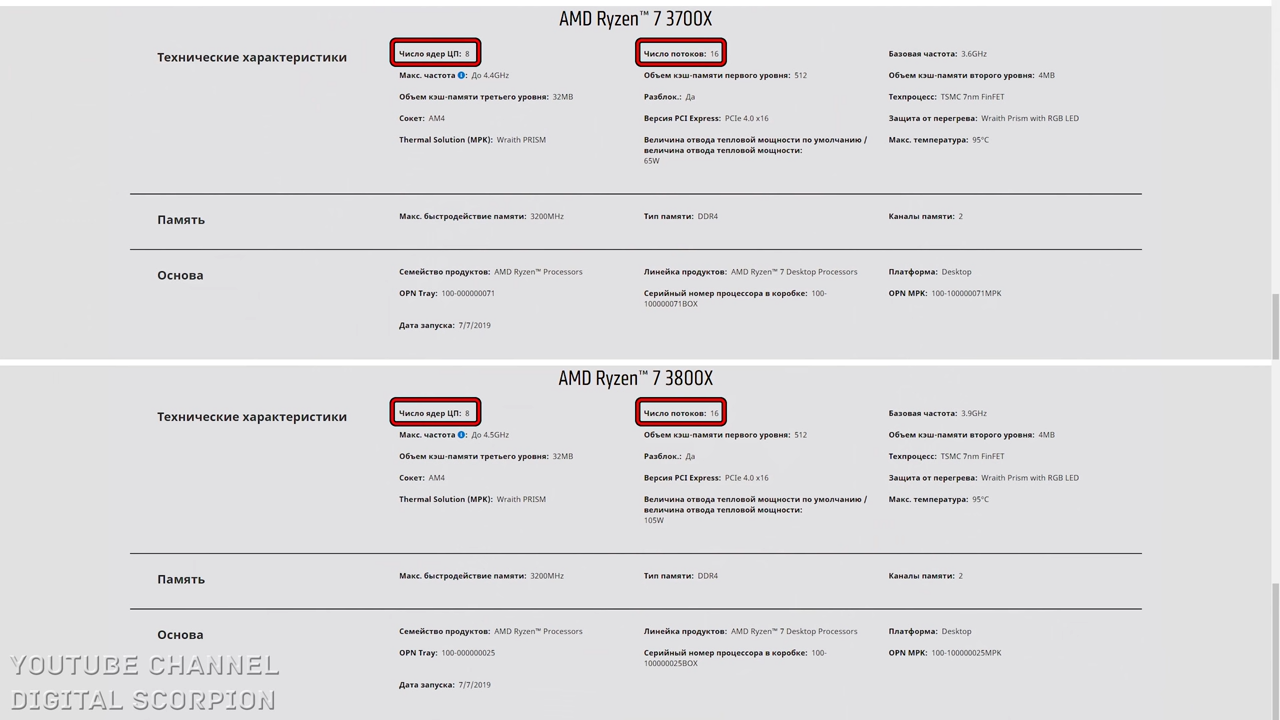 AMD Ryzen™ 7 3700X
Технические характеристики
Число ядер ЦП: 8
Число потоков: 16
Базовая частота: 3.6GHz
Макс. частота i: До 4.4GHz
Объем кэш-памяти первого уровня: 512
Объем кэш-памяти второго уровня: 4MB
Объем кэш-памяти третьего уровня: 32MB
Разблок.: Да
Техпроцесс: TSMC 7nm FinFET
Сокет: AM4
Версия PCI Express: PCIe 4.0 x16
Защита от перегрева: Wraith Prism with RGB LED
Thermal Solution (MPK): Wraith PRISM
Величина отвода тепловой мощности по умолчанию /
величина отвода тепловой мощности:
65W
Макс. температура: 95°C
Память
Макс. быстродействие памяти: 3200MHz
Тип памяти: DDR4
Каналы памяти: 2
Основа
Семейство продуктов: AMD Ryzen™ Processors
Линейка продуктов: AMD Ryzen™ 7 Desktop Processors
Платформа: Desktop
OPN Tray: 100-000000071
Серийный номер процессора в коробке: 100-
100000071BOX
OPN MPK: 100-100000071MPK
Дата запуска: 7/7/2019
AMD Ryzen™ 7 3800X
Технические характеристики
Число ядер ЦП: 8
Число потоков: 16
Базовая частота: 3.9GHz
Макс. частота i: До 4.5GHz
Объем кэш-памяти первого уровня: 512
Объем кэш-памяти второго уровня: 4MB
Объем кэш-памяти третьего уровня: 32MB
Разблок.: Да
Техпроцесс: TSMC 7nm FinFET
Сокет: AM4
Версия PCI Express: PCIe 4.0 x16
Защита от перегрева: Wraith Prism with RGB LED
Thermal Solution (MPK): Wraith PRISM
Величина отвода тепловой мощности по умолчанию /
величина отвода тепловой мощности:
105W
Макс. температура: 95°C
Память
Макс. быстродействие памяти: 3200MHz
Тип памяти: DDR4
Каналы памяти: 2
Основа
Семейство продуктов: AMD Ryzen™ Processors
Линейка продуктов: AMD Ryzen™ 7 Desktop Processors
Платформа: Desktop
OPN Tray: 100-000000025
Серийный номер процессора в коробке: 100-
100000025BOX
OPN MPK: 100-100000025MPK
Дата запуска: 7/7/2019
YOUTUBE CHANNEL
DIGITAL SCORPION